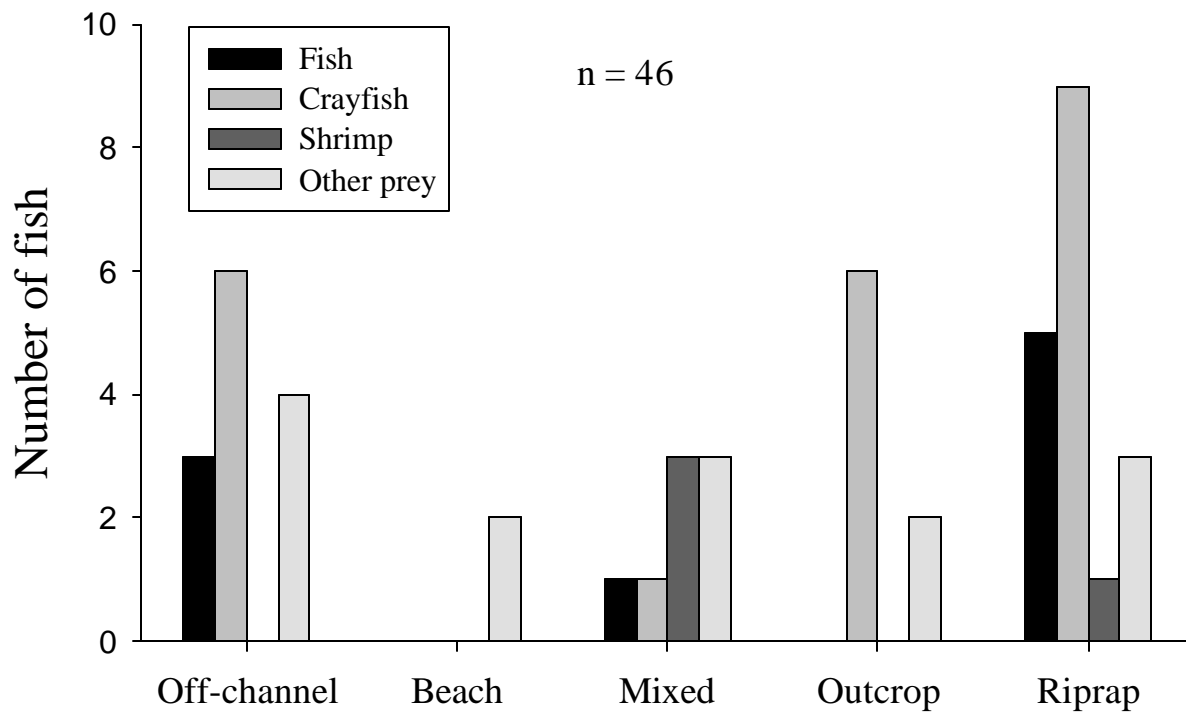 10
8
6
4
2
0
Number of fish
Fish
Crayfish
Shrimp
Other prey
n = 46
Off-channel
Beach
Mixed
Outcrop
Riprap